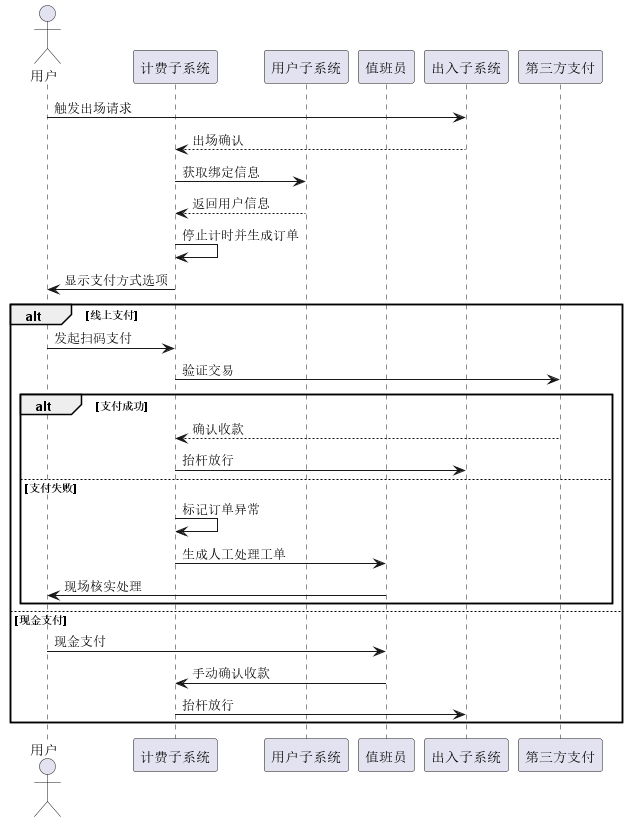 用户
计费子系统
用户子系统
值班员
出入子系统
第三方支付
触发出场请求
出场确认
获取绑定信息
返回用户信息
停止计时并生成订单
显示支付方式选项
alt [线上支付]
发起扫码支付
验证交易
alt [支付成功]
确认收款
抬杆放行
[支付失败]
标记订单异常
生成人工处理工单
现场核实处理
[现金支付]
现金支付
手动确认收款
抬杆放行
用户
计费子系统
用户子系统
值班员
出入子系统
第三方支付